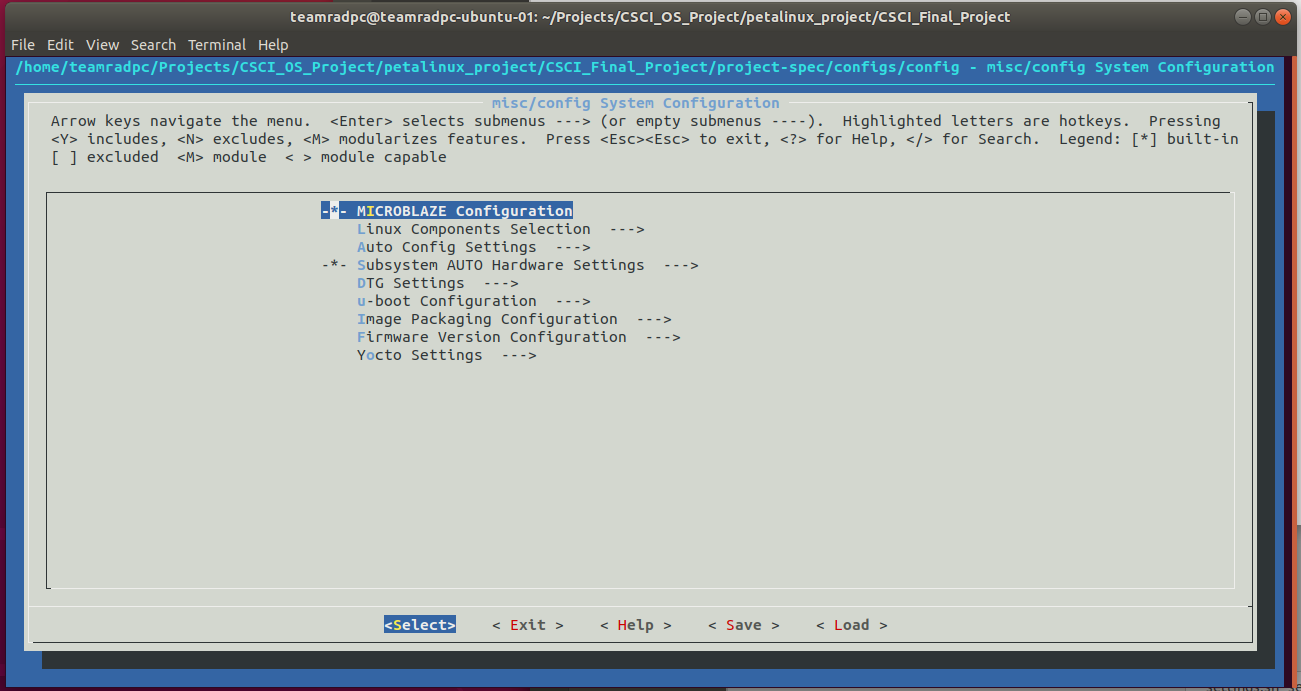 teamradpc@teamradpc-ubuntu-01: ~/Projects/CSCI_OS_Project/petalinux_project/CSCI_Final_Project
File Edit View Search Terminal Help
/home/teamradpc/Projects/CSCI_OS_Project/petalinux_project/CSCI_Final_Project/project-spec/configs/config - misc/config System Configuration
misc/config System Configuration
Arrow keys navigate the menu. <Enter> selects submenus ---> (or empty submenus ----). Highlighted letters are hotkeys. Pressing
<Y> includes, <N> excludes, <M> modularizes features. Press <Esc><Esc> to exit, <?> for Help, </> for Search. Legend: [*] built-in
[ ] excluded <M> module < > module capable
-*- MICROBLAZE Configuration
Linux Components Selection --->
Auto Config Settings --->
-*- Subsystem AUTO Hardware Settings --->
DTG Settings --->
u-boot Configuration --->
Image Packaging Configuration --->
Firmware Version Configuration --->
Yocto Settings --->
<Select> < Exit > < Help > < Save > < Load >